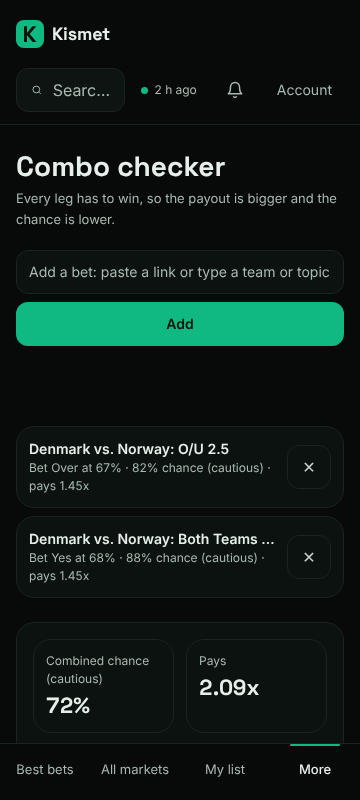 K Kismet
Searc...
2 h ago
Account
Combo checker
Every leg has to win, so the payout is bigger and the
chance is lower.
Add a bet: paste a link or type a team or topic
Add
Denmark vs. Norway: O/U 2.5
Bet Over at 67% · 82% chance (cautious) ·
pays 1.45x
Denmark vs. Norway: Both Teams ...
Bet Yes at 68% · 88% chance (cautious) ·
pays 1.45x
Combined chance
(cautious)
72%
Pays
2.09x
Best bets
All markets
My list
More